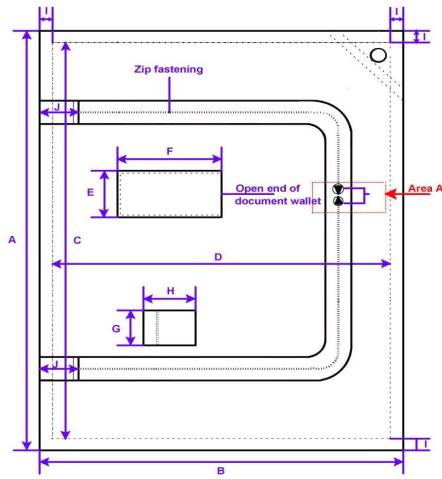 I
I
I
Zip fastening
J
F
E
Open end of
document wallet
Area A
A
C
D
H
G
J
I
B